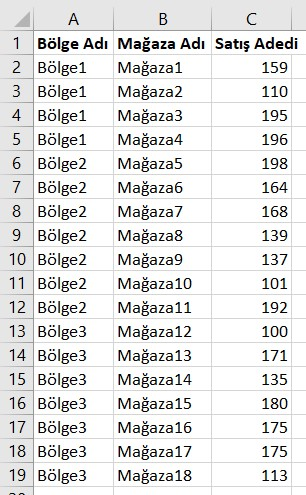 A B C
1 Bölge Adı Mağaza Adı Satış Adedi
2 Bölge1 Mağaza1 159
3 Bölge1 Mağaza2 110
4 Bölge1 Mağaza3 195
5 Bölge1 Mağaza4 196
6 Bölge2 Mağaza5 198
7 Bölge2 Mağaza6 164
8 Bölge2 Mağaza7 168
9 Bölge2 Mağaza8 139
10 Bölge2 Mağaza9 137
11 Bölge2 Mağaza10 101
12 Bölge2 Mağaza11 192
13 Bölge3 Mağaza12 100
14 Bölge3 Mağaza13 171
15 Bölge3 Mağaza14 135
16 Bölge3 Mağaza15 180
17 Bölge3 Mağaza16 175
18 Bölge3 Mağaza17 175
19 Bölge3 Mağaza18 113